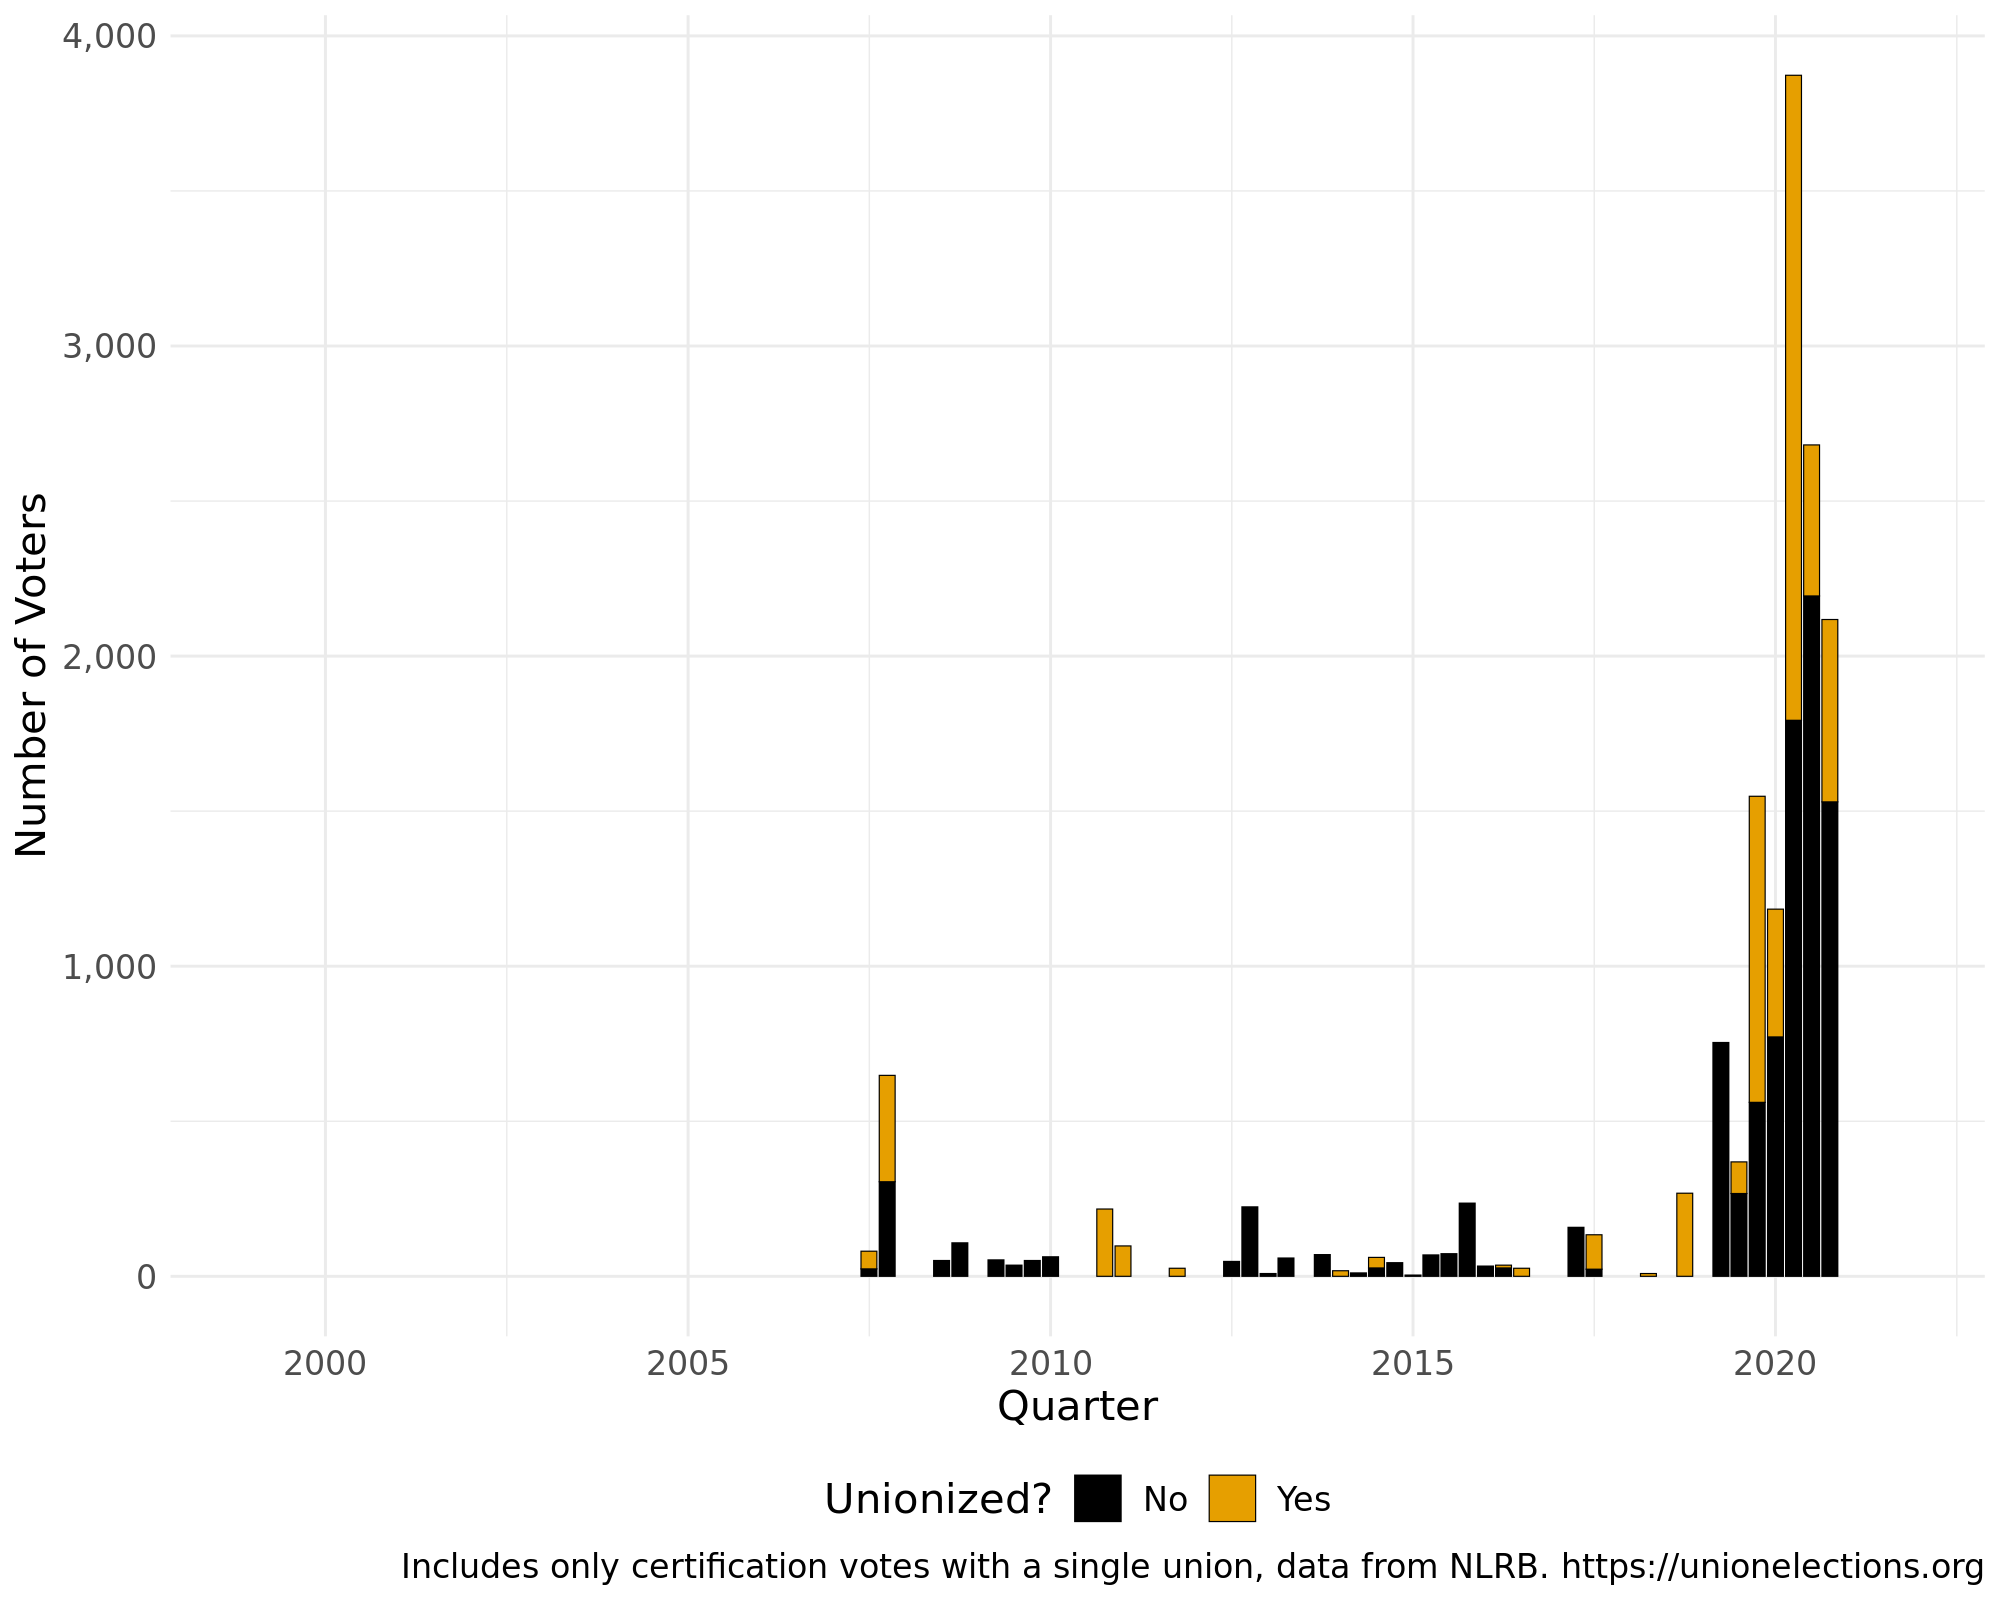 4,000
3,000
2,000
1,000
0
Number of Voters
2000 2005 2010 2015 2020
Quarter
Unionized? No Yes
Includes only certification votes with a single union, data from NLRB. https://unionelections.org